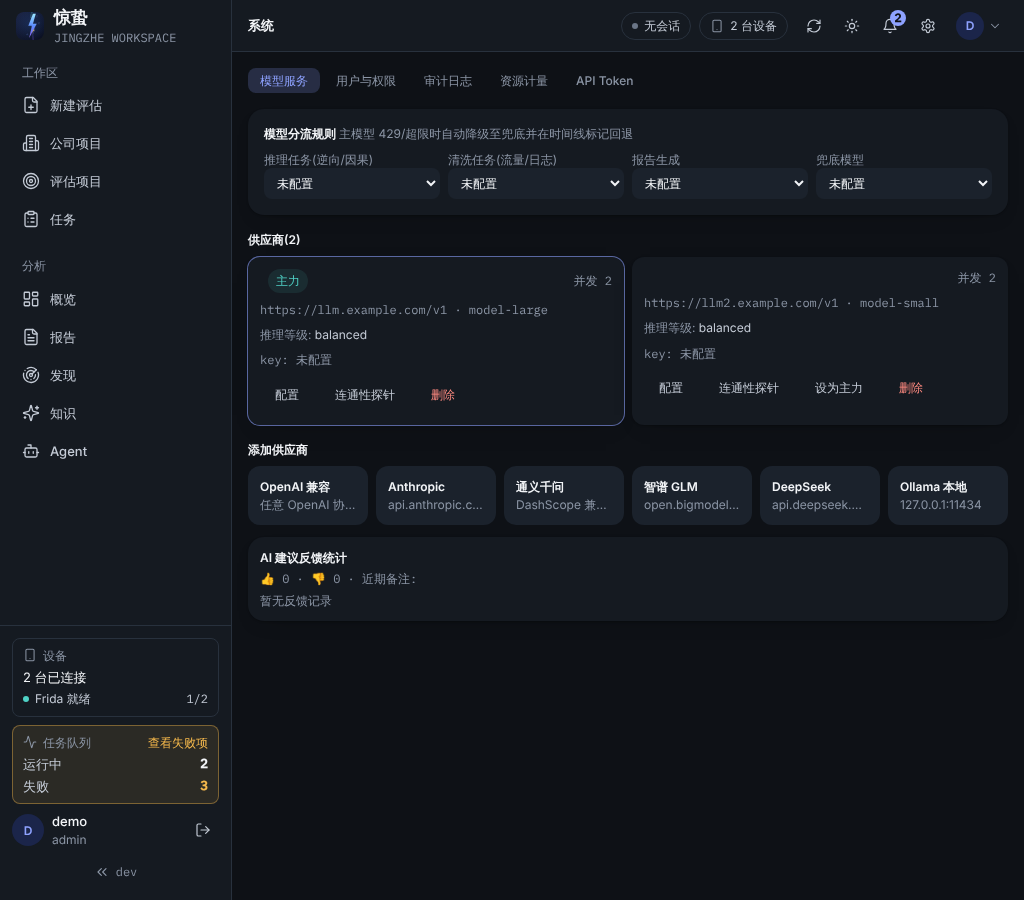 惊蛰
JINGZHE WORKSPACE
工作区
新建评估
公司项目
评估项目
任务
分析
概览
报告
发现
知识
Agent
设备
2 台已连接
Frida 就绪 1/2
任务队列 查看失败项
运行中 2
失败 3
D demo
admin
dev
系统
无会话
2 台设备
2
D
模型服务 用户与权限 审计日志 资源计量 API Token
模型分流规则 主模型 429/超限时自动降级至兜底并在时间线标记回退
推理任务(逆向/因果) 清洗任务(流量/日志) 报告生成 兜底模型
未配置 未配置 未配置 未配置
供应商(2)
主力 并发 2
https://llm.example.com/v1 · model-large
推理等级: balanced
key: 未配置
配置 连通性探针 删除
并发 2
https://llm2.example.com/v1 · model-small
推理等级: balanced
key: 未配置
配置 连通性探针 设为主力 删除
添加供应商
OpenAI 兼容
任意 OpenAI 协...
Anthropic
api.anthropic.c...
通义千问
DashScope 兼...
智谱 GLM
open.bigmodel...
DeepSeek
api.deepseek....
Ollama 本地
127.0.0.1:11434
AI 建议反馈统计
👍 0 · 👎 0 · 近期备注:
暂无反馈记录